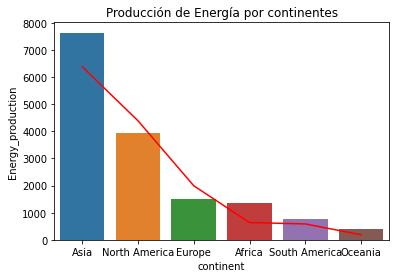 Producción de Energía por continentes
Energy_production
8000
7000
6000
5000
4000
3000
2000
1000
0
Asia North America Europe Africa South America Oceania
continent